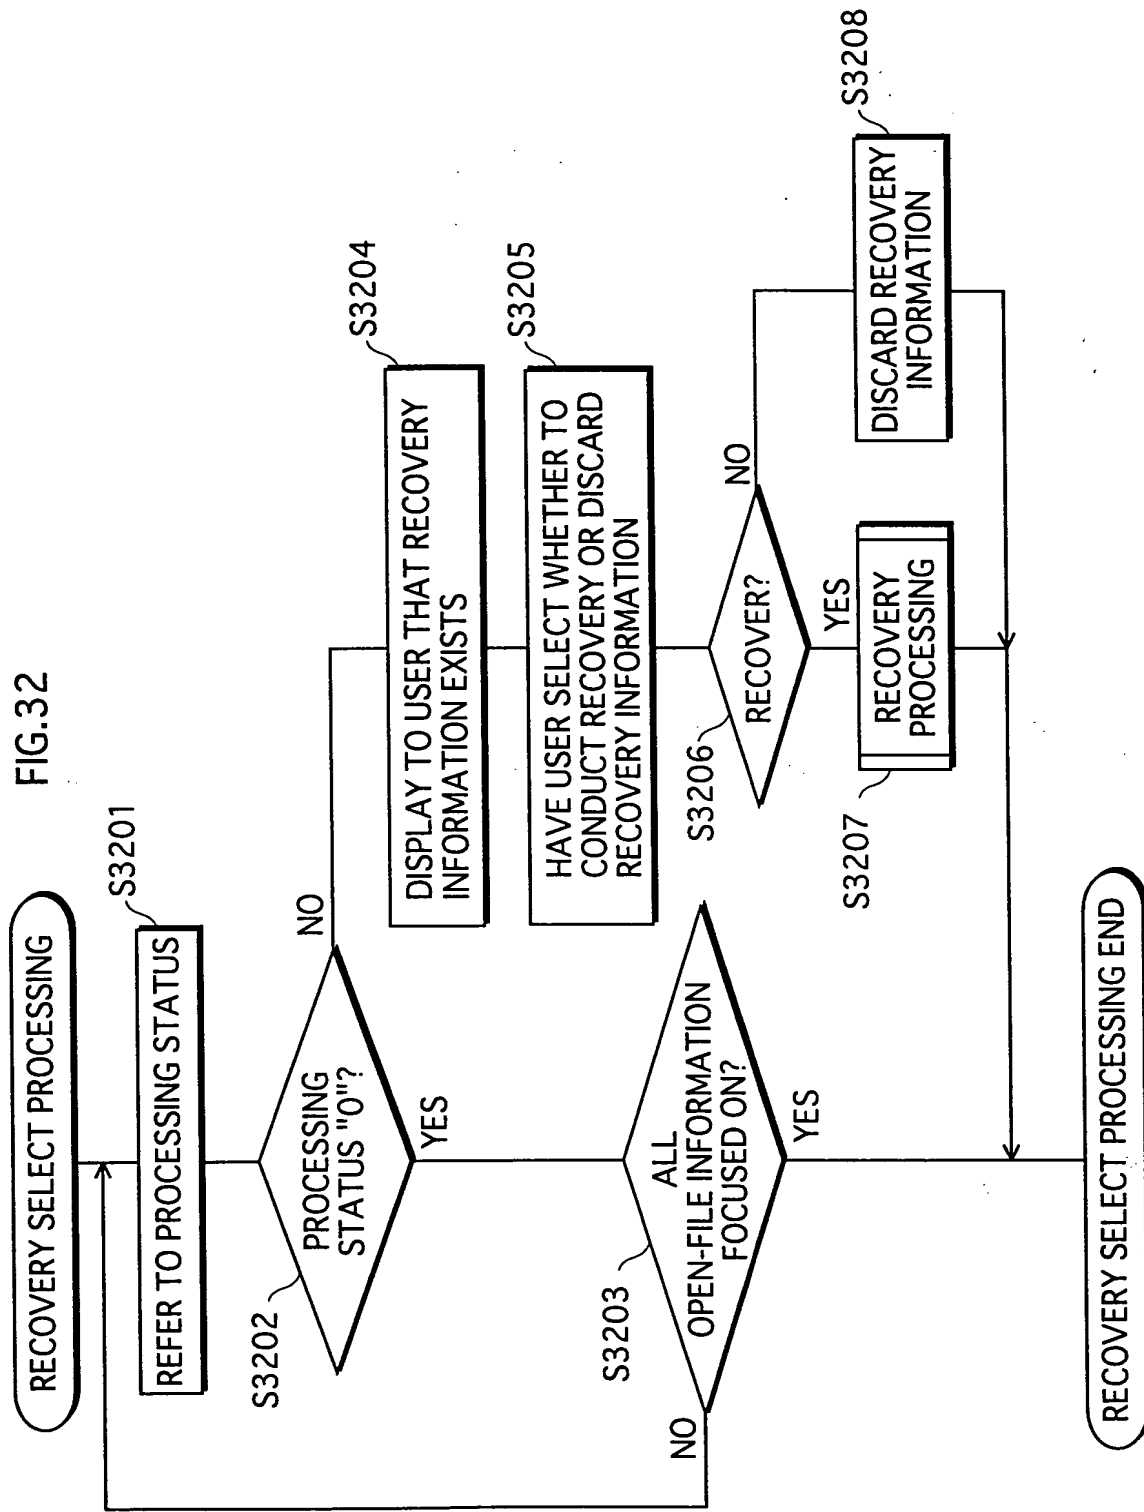 FIG.32
RECOVERY SELECT PROCESSING
S3201
REFER TO PROCESSING STATUS
S3202
PROCESSING
STATUS "0"?
NO
YES
S3203
ALL
OPEN-FILE INFORMATION
FOCUSED ON?
NO
YES
S3204
DISPLAY TO USER THAT RECOVERY
INFORMATION EXISTS
S3205
HAVE USER SELECT WHETHER TO
CONDUCT RECOVERY OR DISCARD
RECOVERY INFORMATION
S3206
RECOVER?
NO
YES
S3207
RECOVERY
PROCESSING
S3208
DISCARD RECOVERY
INFORMATION
RECOVERY SELECT PROCESSING END